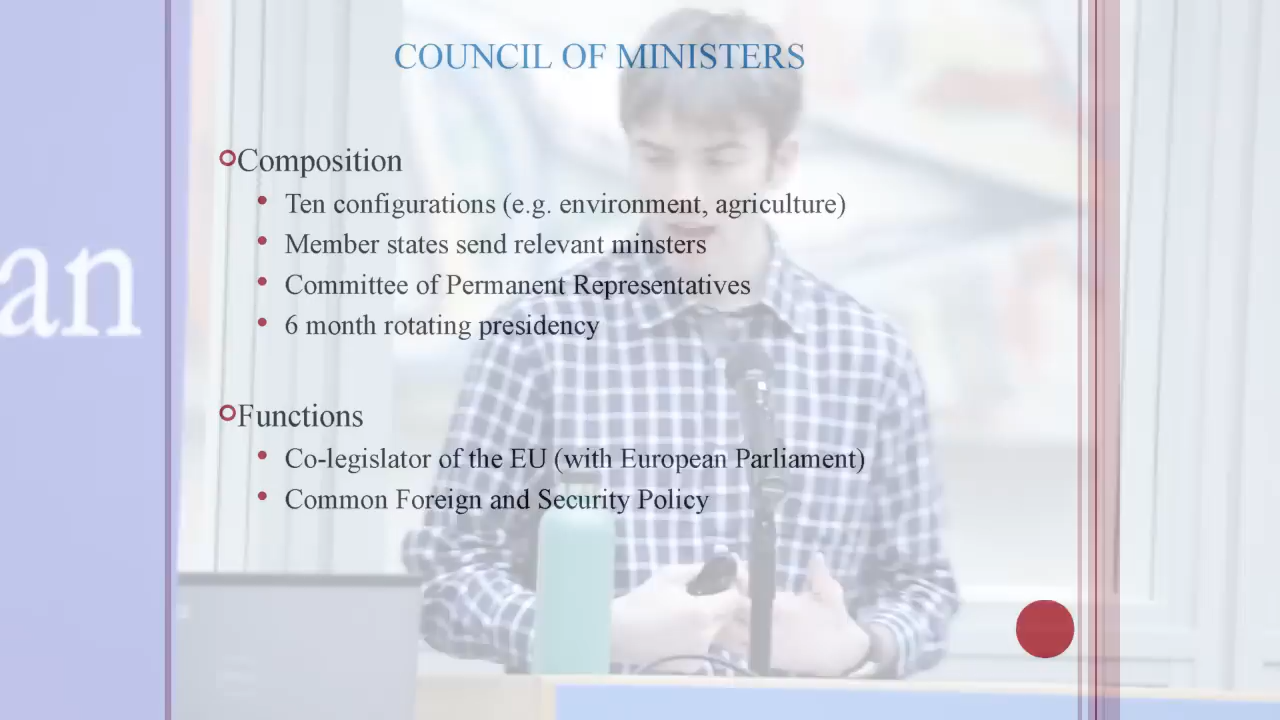 COUNCIL OF MINISTERS
Composition
Ten configurations (e.g. environment, agriculture)
Member states send relevant minsters
Committee of Permanent Representatives
6 month rotating presidency
an
Functions
Co-legislator of the EU (with European Parliament)
Common Foreign and Security Policy